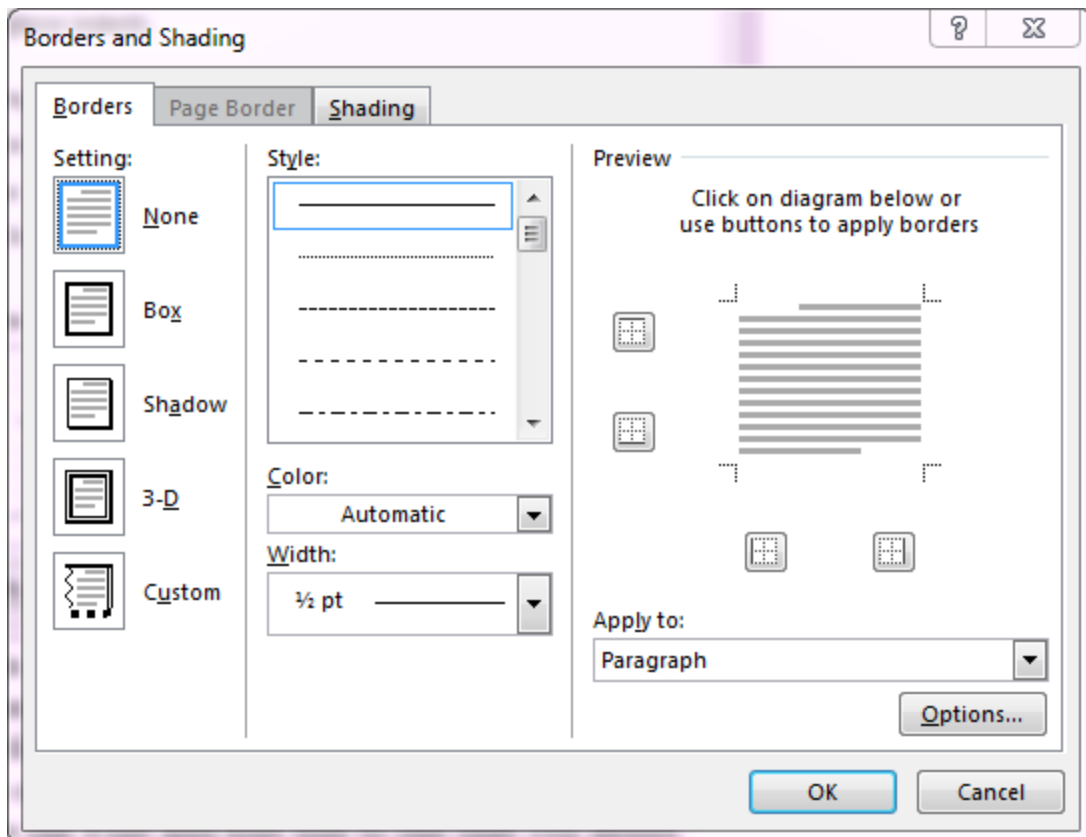 Borders and Shading
Borders
Page Border
Shading
Setting:
None
Box
Shadow
3-D
Custom
Style:
Color:
Automatic
Width:
½ pt
Preview
Click on diagram below or
use buttons to apply borders
Apply to:
Paragraph
Options...
OK
Cancel